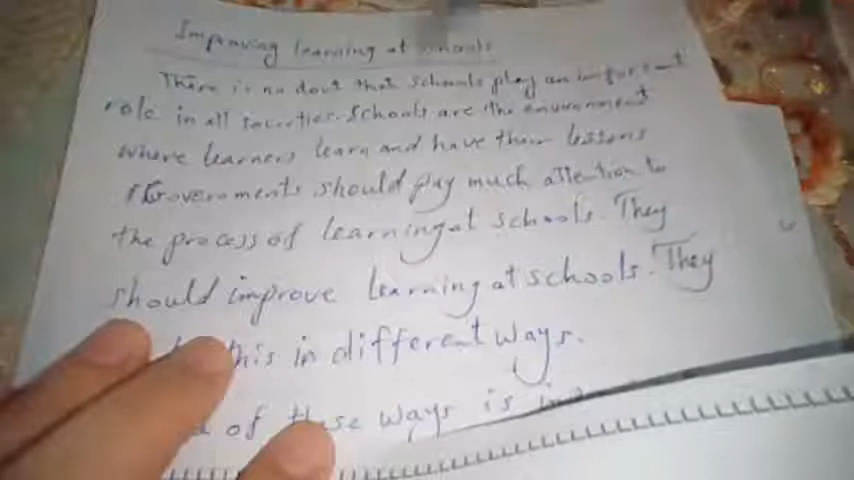 Improving learning at schools
There is no dout that schools play an important
role in all societies. Schools are the environment
where learners learn and have their lessons
Governments should pay much attention to
the process of learning at schools. They
should improve learning at schools. They
this in different ways.
of these ways is